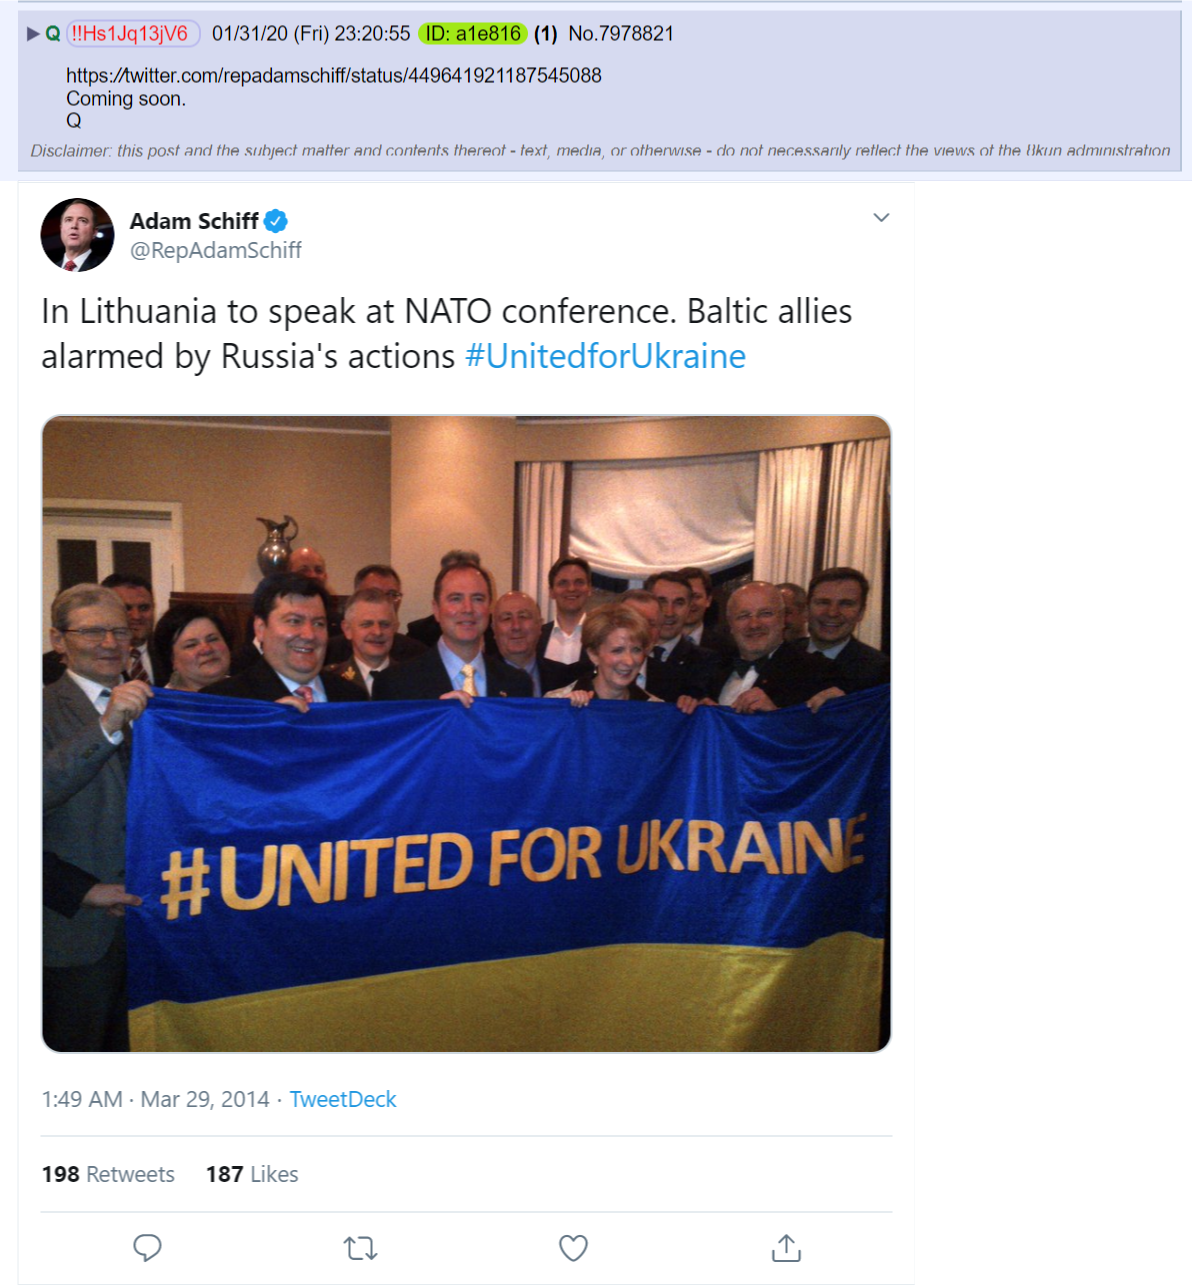 Q !!Hs1Jq13jV6 01/31/20 (Fri) 23:20:55 ID: a1e816 (1) No.7978821
https://twitter.com/repadamschiff/status/449641921187545088
Coming soon.
Q
Disclaimer: this post and the subject matter and contents thereof - text, media, or otherwise - do not necessarily reflect the views of the 8kun administration
Adam Schiff
@RepAdamSchiff
In Lithuania to speak at NATO conference. Baltic allies
alarmed by Russia's actions #UnitedforUkraine
#UNITED FOR UKRAINE
1:49 AM · Mar 29, 2014 · TweetDeck
198 Retweets 187 Likes